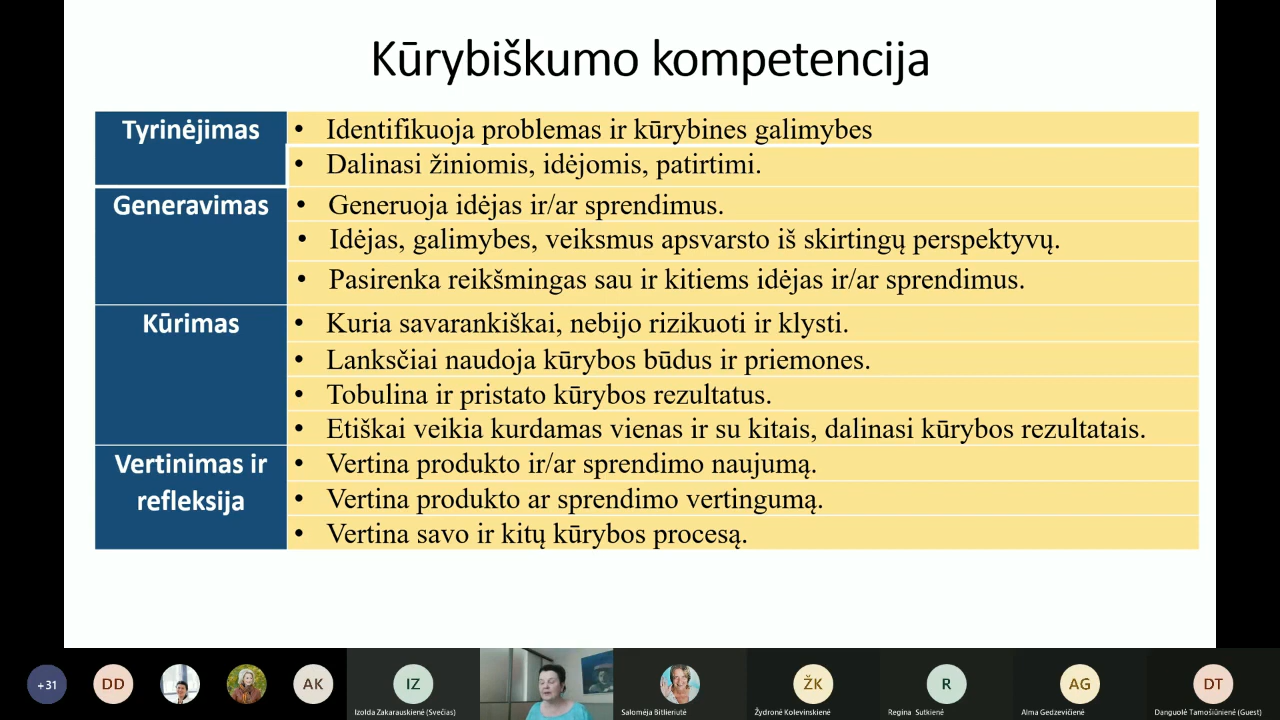 Kūrybiškumo kompetencija
Tyrinėjimas
• Identifikuoja problemas ir kūrybines galimybes
• Dalinasi žiniomis, idėjomis, patirtimi.
Generavimas
• Generuoja idėjas ir/ar sprendimus.
• Idėjas, galimybes, veiksmus apsvarsto iš skirtingų perspektyvų.
• Pasirenka reikšmingas sau ir kitiems idėjas ir/ar sprendimus.
Kūrimas
• Kuria savarankiškai, nebijo rizikuoti ir klysti.
• Lanksčiai naudoja kūrybos būdus ir priemones.
• Tobulina ir pristato kūrybos rezultatus.
• Etiškai veikia kurdamas vienas ir su kitais, dalinasi kūrybos rezultatais.
Vertinimas ir
refleksija
• Vertina produkto ir/ar sprendimo naujumą.
• Vertina produkto ar sprendimo vertingumą.
• Vertina savo ir kitų kūrybos procesą.
+31
DD
AK
IZ
ŽK
R
AG
DT
Izolda Zakarauskienė (Svečias)
Salomėja Bitlieriutė
Žydronė Kolevinskienė
Regina Sutkienė
Alma Gedzevičienė
Danguolė Tamošiūnienė (Guest)